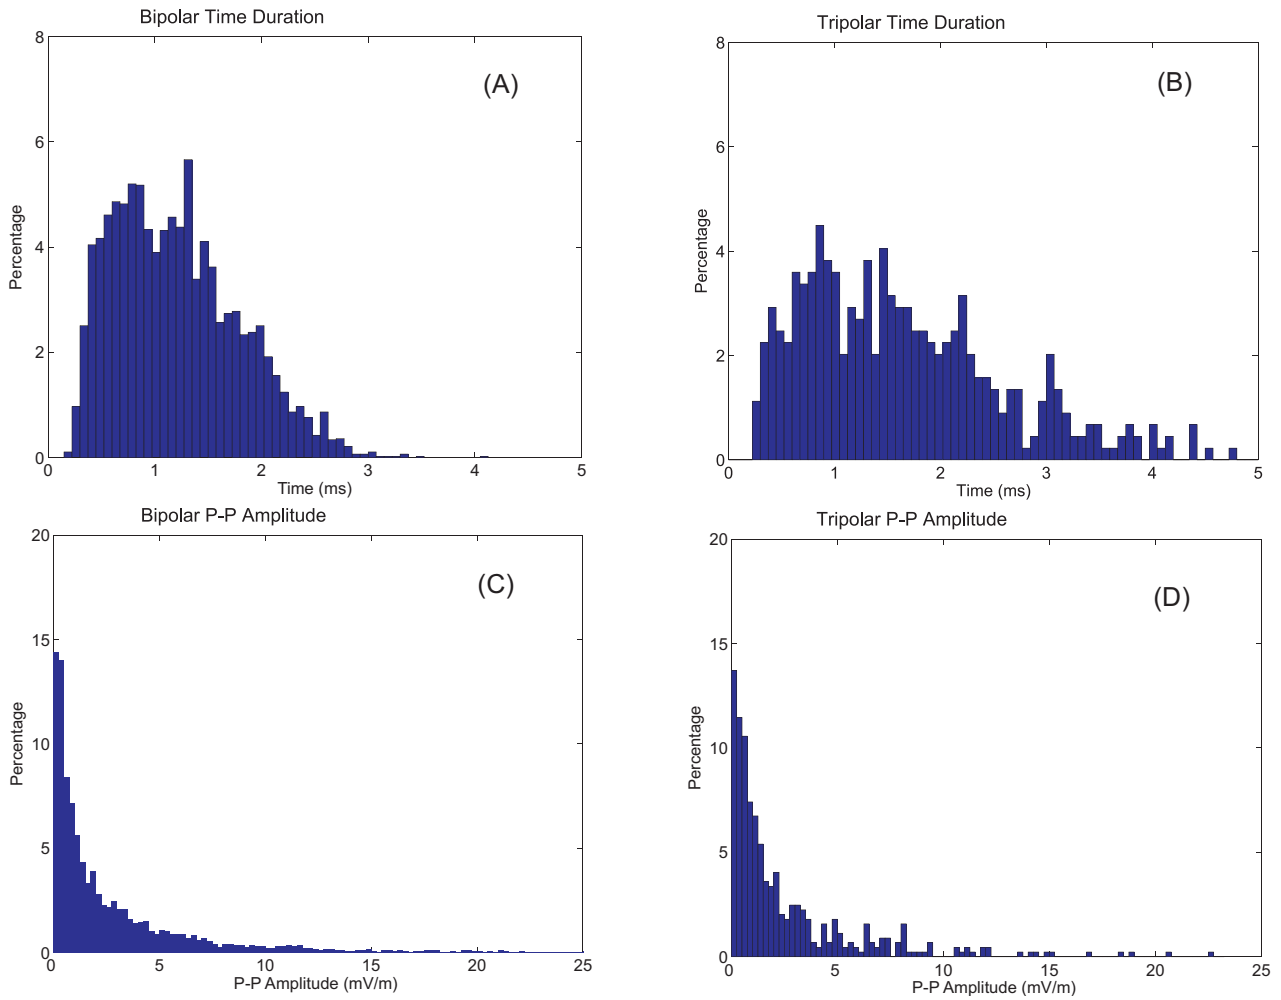 Bipolar Time Duration
8
6
4
2
0
Percentage
(A)
0 1 2 3 4 5
Time (ms)
Tripolar Time Duration
8
6
4
2
0
Percentage
(B)
0 1 2 3 4 5
Time (ms)
Bipolar P-P Amplitude
20
15
10
5
0
Percentage
(C)
0 5 10 15 20 25
P-P Amplitude (mV/m)
Tripolar P-P Amplitude
20
15
10
5
0
Percentage
(D)
0 5 10 15 20 25
P-P Amplitude (mV/m)